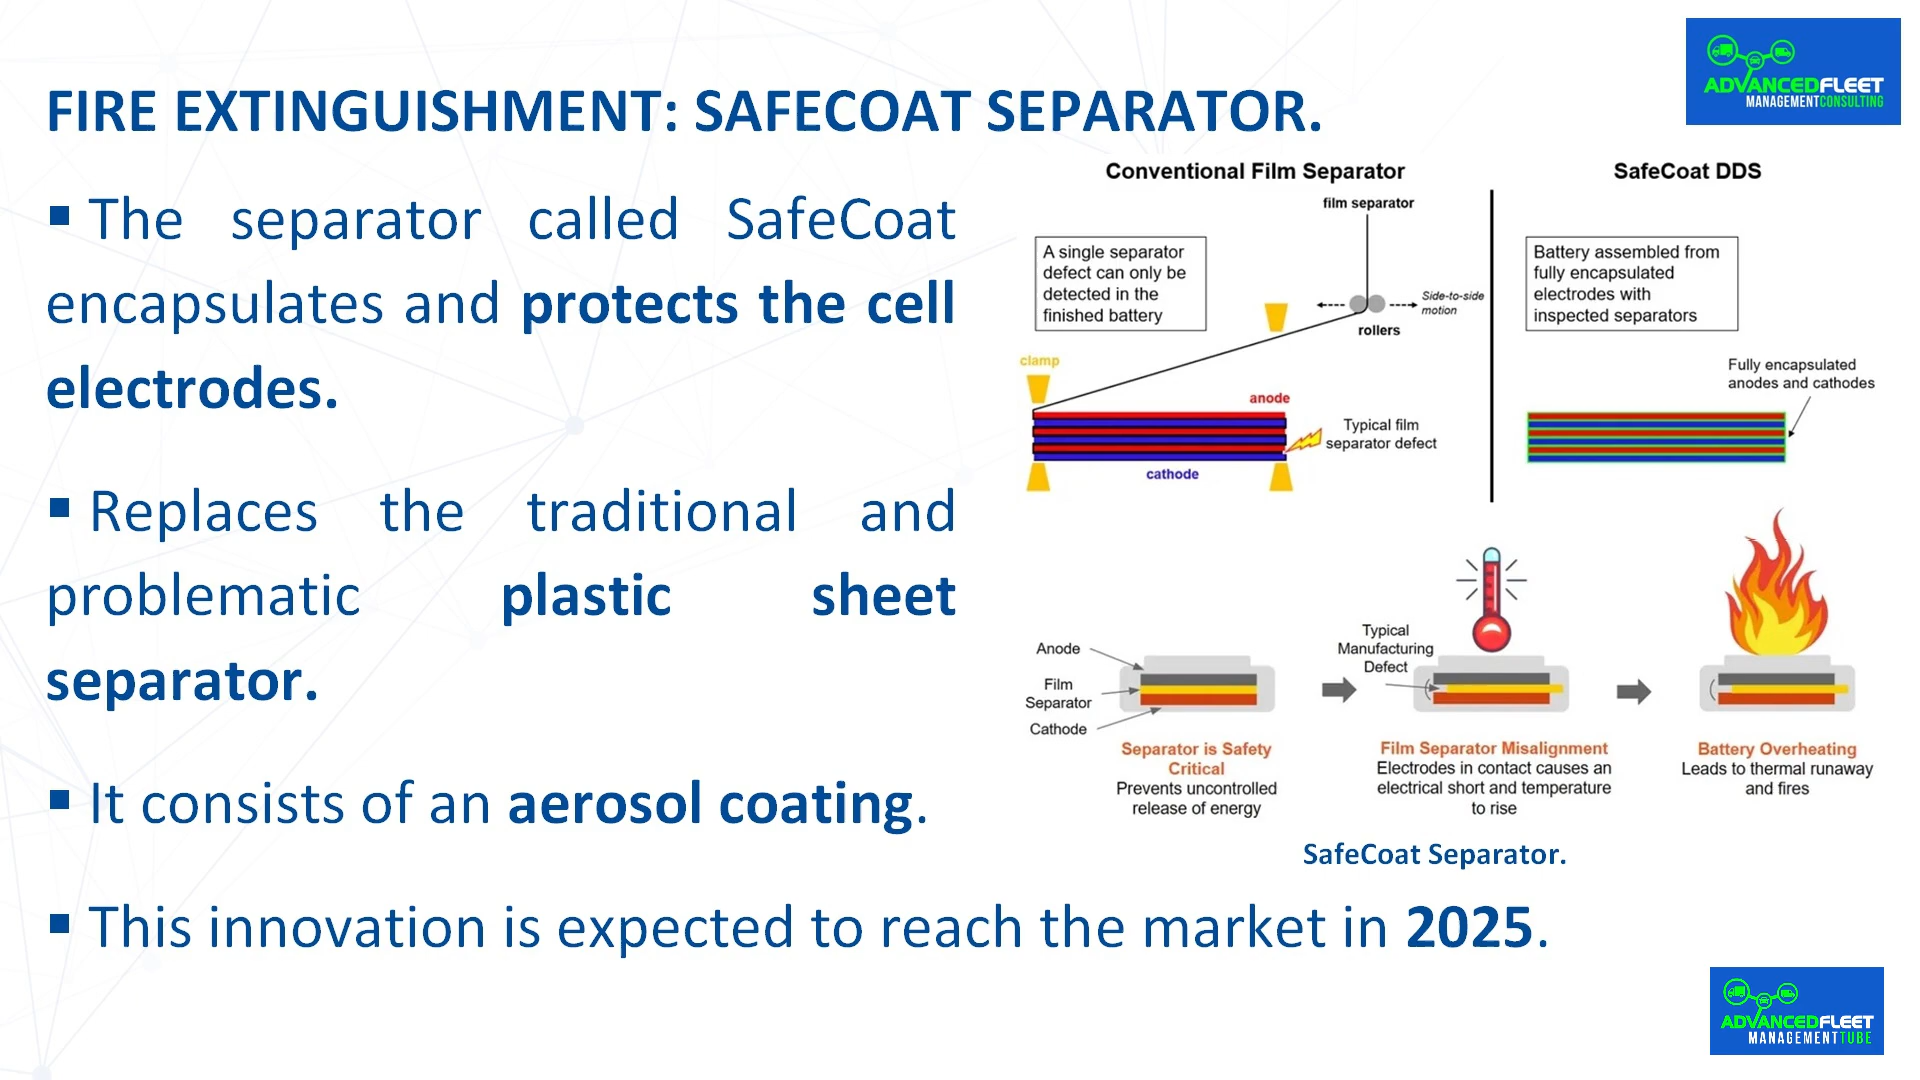 ADVANCEDFLEET
MANAGEMENTCONSULTING
FIRE EXTINGUISHMENT: SAFECOAT SEPARATOR.
▪ The separator called SafeCoat
encapsulates and protects the cell
electrodes.
▪ Replaces the traditional and
problematic plastic sheet
separator.
▪ It consists of an aerosol coating.
▪ This innovation is expected to reach the market in 2025.
Conventional Film Separator
film separator
A single separator
defect can only be
detected in the
finished battery
Side-to-side
motion
rollers
clamp
anode
Typical film
separator defect
cathode
SafeCoat DDS
Battery assembled from
fully encapsulated
electrodes with
inspected separators
Fully encapsulated
anodes and cathodes
Anode
Film
Separator
Cathode
Separator is Safety
Critical
Prevents uncontrolled
release of energy
Typical
Manufacturing
Defect
Film Separator Misalignment
Electrodes in contact causes an
electrical short and temperature
to rise
Battery Overheating
Leads to thermal runaway
and fires
SafeCoat Separator.
ADVANCEDFLEET
MANAGEMENTTUBE